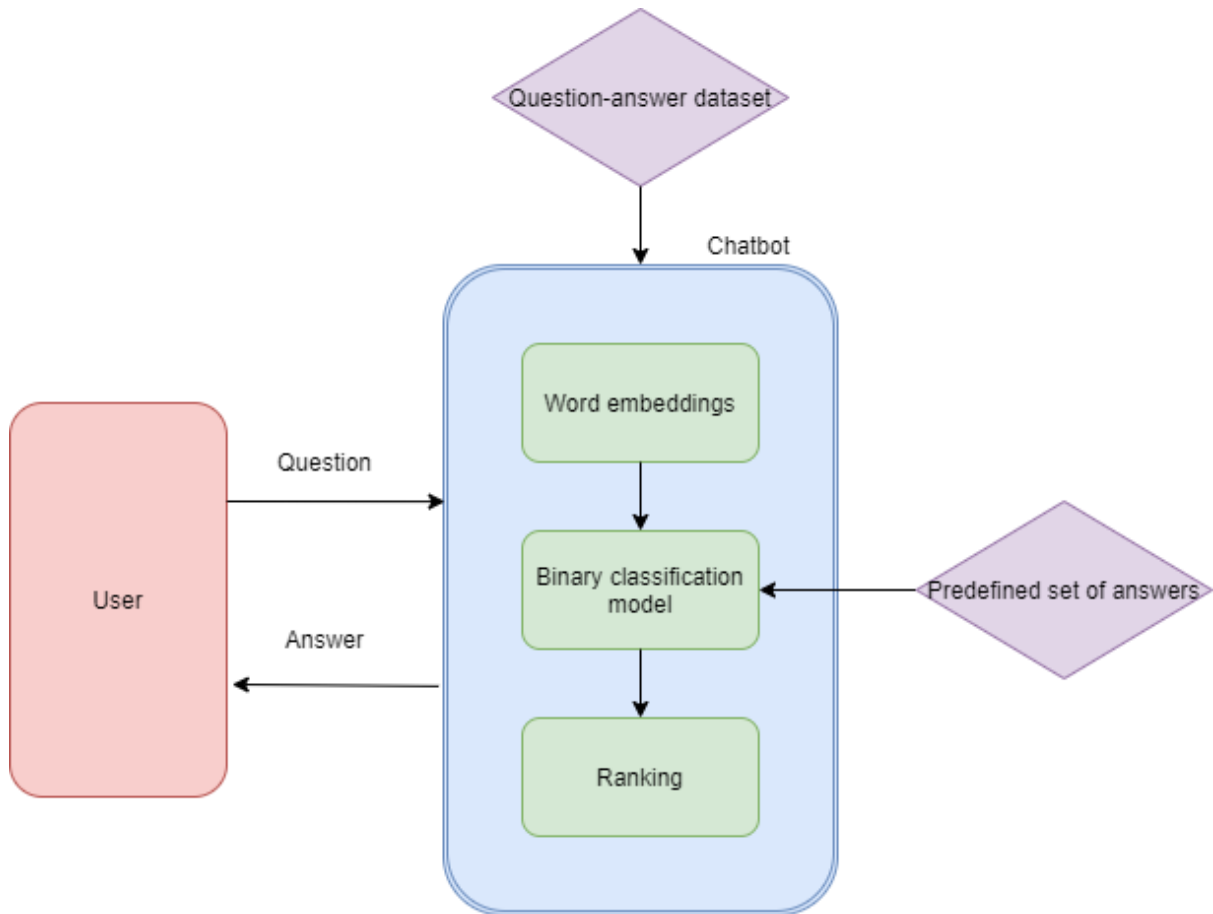 Question-answer dataset
Chatbot
Word embeddings
Question
Binary classification
model
Predefined set of answers
User
Answer
Ranking